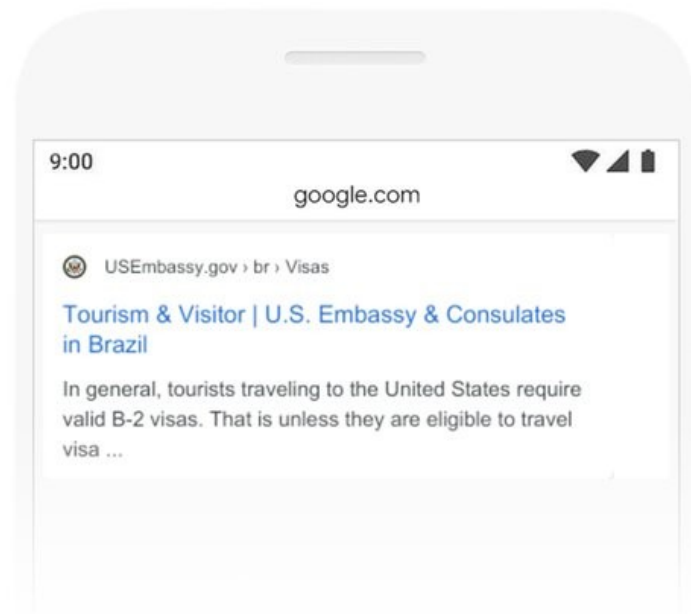 9:00
google.com
USEmbassy.gov › br › Visas
Tourism & Visitor | U.S. Embassy & Consulates
in Brazil
In general, tourists traveling to the United States require
valid B-2 visas. That is unless they are eligible to travel
visa ...